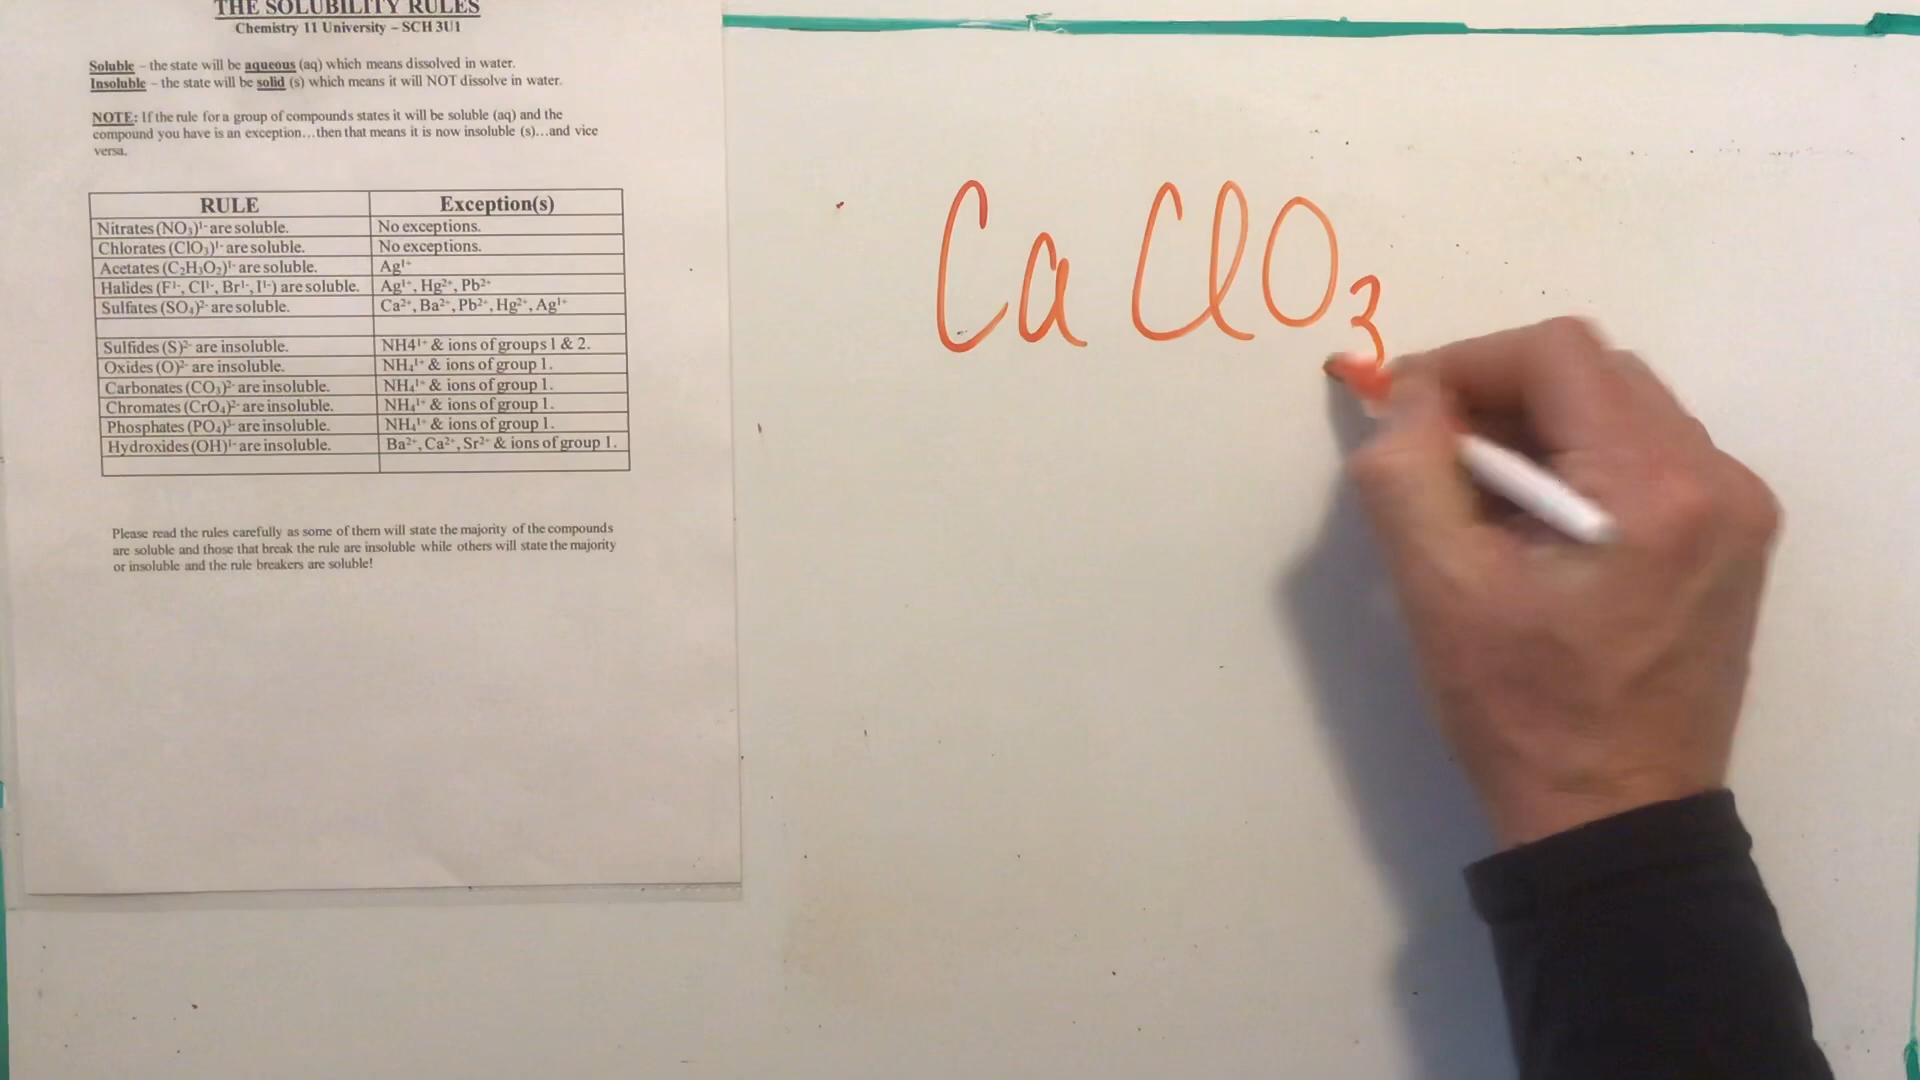 THE SOLUBILITY RULES
Chemistry 11 University – SCH 3U1
Soluble – the state will be aqueous (aq) which means dissolved in water.
Insoluble – the state will be solid (s) which means it will NOT dissolve in water.
NOTE: If the rule for a group of compounds states it will be soluble (aq) and the
compound you have is an exception…then that means it is now insoluble (s)…and vice
versa.
RULE Exception(s)
Nitrates (NO₃)¹⁻ are soluble. No exceptions.
Chlorates (ClO₃)¹⁻ are soluble. No exceptions.
Acetates (C₂H₃O₂)¹⁻ are soluble. Ag¹⁺
Halides (F¹⁻, Cl¹⁻, Br¹⁻, I¹⁻) are soluble. Ag¹⁺, Hg²⁺, Pb²⁺
Sulfates (SO₄)²⁻ are soluble. Ca²⁺, Ba²⁺, Pb²⁺, Hg²⁺, Ag¹⁺
Sulfides (S)²⁻ are insoluble. NH4¹⁺ & ions of groups 1 & 2.
Oxides (O)²⁻ are insoluble. NH₄¹⁺ & ions of group 1.
Carbonates (CO₃)²⁻ are insoluble. NH₄¹⁺ & ions of group 1.
Chromates (CrO₄)²⁻ are insoluble. NH₄¹⁺ & ions of group 1.
Phosphates (PO₄)³⁻ are insoluble. NH₄¹⁺ & ions of group 1.
Hydroxides (OH)¹⁻ are insoluble. Ba²⁺, Ca²⁺, Sr²⁺ & ions of group 1.
Please read the rules carefully as some of them will state the majority of the compounds
are soluble and those that break the rule are insoluble while others will state the majority
or insoluble and the rule breakers are soluble!
Ca ClO₃